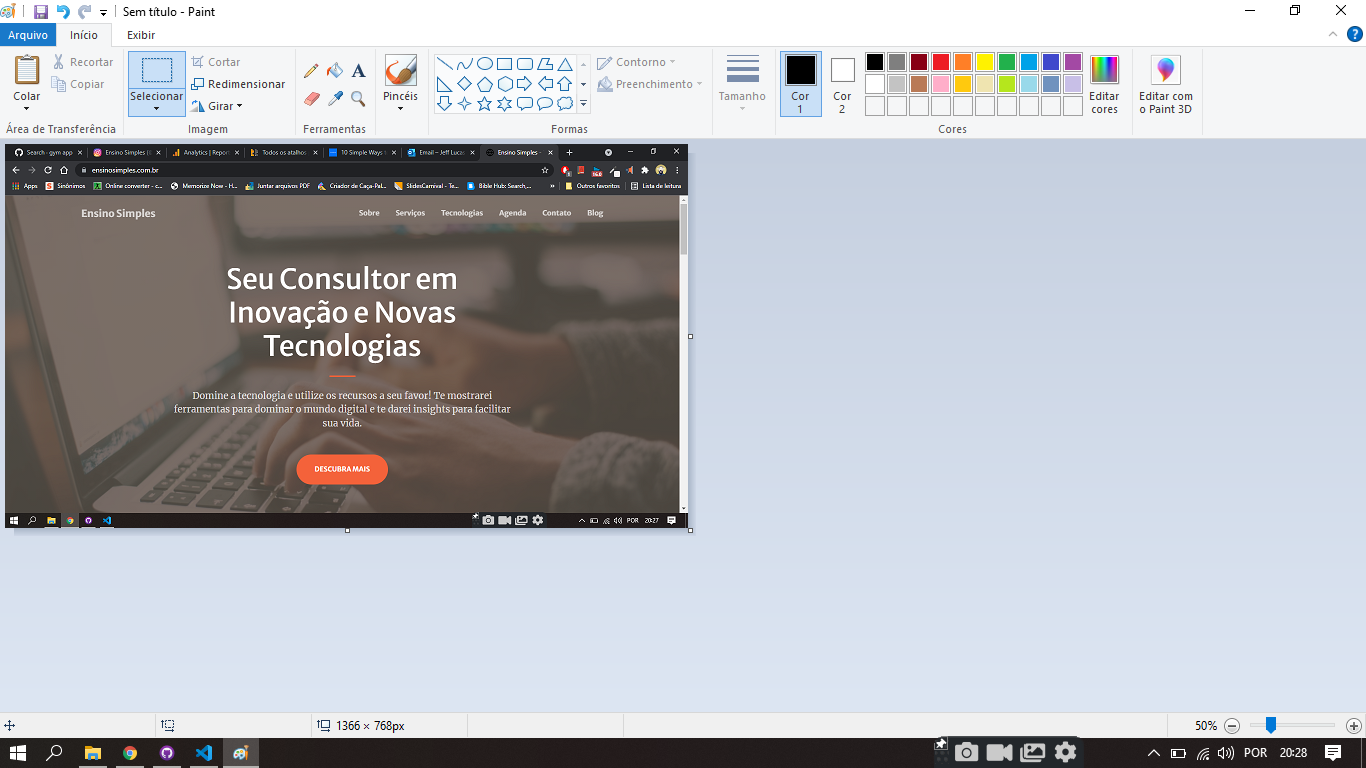 Sem título - Paint
Arquivo Início Exibir
Colar
Recortar
Copiar
Área de Transferência
Selecionar
Cortar
Redimensionar
Girar
Imagem
A
Ferramentas
Pincéis
Contorno
Preenchimento
Formas
Tamanho
Cor 1
Cor 2
Cores
Editar cores
Editar com o Paint 3D
Search · gym app
Ensino Simples (
Analytics | Report
Todos os atalhos
10 Simple Ways t
Email – Jeff Lucas
Ensino Simples -
ensinosimples.com.br
Apps Sinônimos Online converter - c... Memorize Now - H... Juntar arquivos PDF Criador de Caça-Pal... SlidesCarnival - Te... Bible Hub: Search,... » Outros favoritos Lista de leitura
Ensino Simples Sobre Serviços Tecnologias Agenda Contato Blog
Seu Consultor em
Inovação e Novas
Tecnologias
Domine a tecnologia e utilize os recursos a seu favor! Te mostrarei
ferramentas para dominar o mundo digital e te darei insights para facilitar
sua vida.
DESCUBRA MAIS
POR 20:27
1366 × 768px 50%
POR 20:28